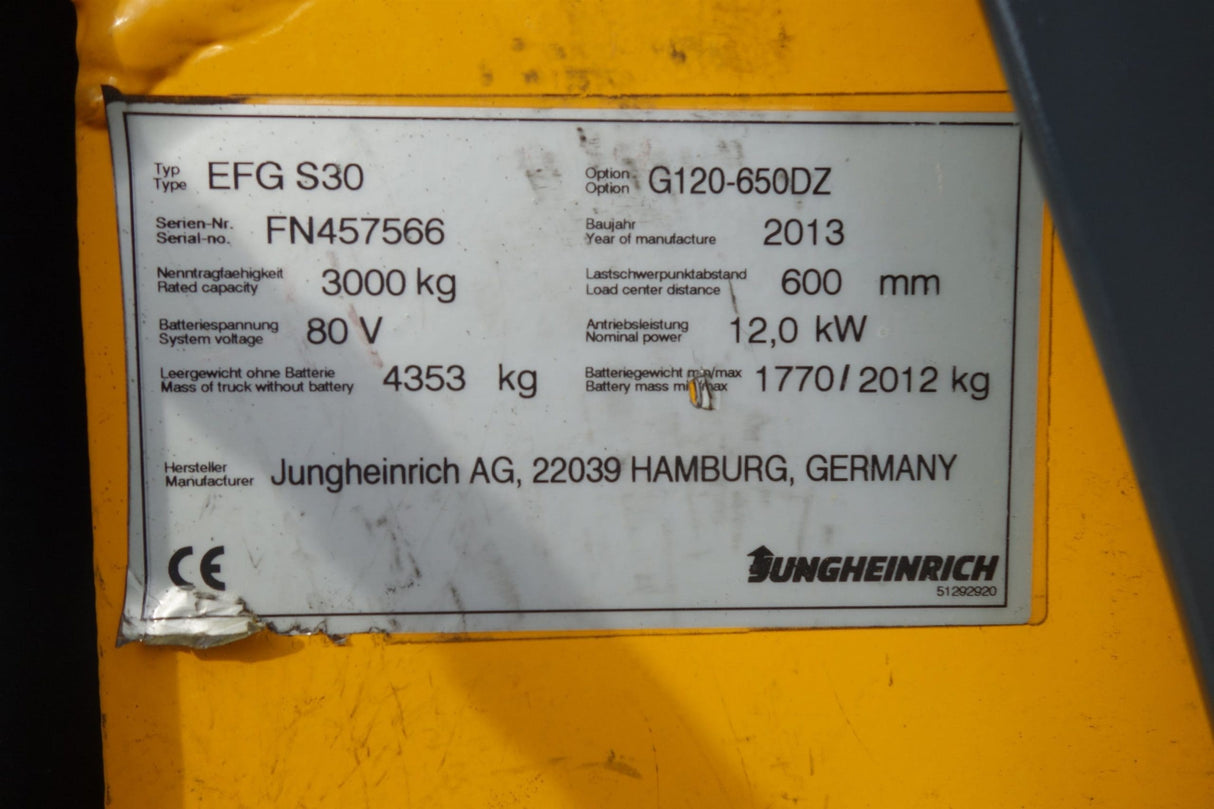 Typ
Type EFG S30 Option
Option G120-650DZ
Serien-Nr.
Serial-no. FN457566 Baujahr
Year of manufacture 2013
Nenntragfaehigkeit
Rated capacity 3000 kg Lastschwerpunktabstand
Load center distance 600 mm
Batteriespannung
System voltage 80 V Antriebsleistung
Nominal power 12,0 kW
Leergewicht ohne Batterie
Mass of truck without battery 4353 kg Batteriegewicht min/max
Battery mass min/max 1770/ 2012 kg
Hersteller
Manufacturer Jungheinrich AG, 22039 HAMBURG, GERMANY
CE JUNGHEINRICH
51292920